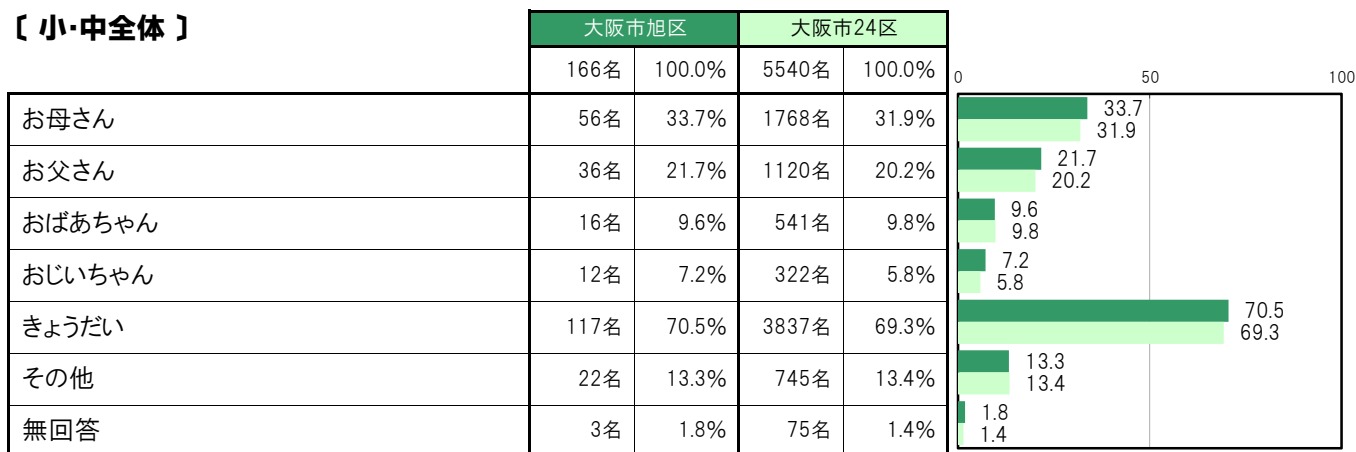 〔 小・中全体 〕
大阪市旭区 大阪市24区
166名 100.0% 5540名 100.0% 0 50 100
お母さん 56名 33.7% 1768名 31.9% 33.7 31.9
お父さん 36名 21.7% 1120名 20.2% 21.7 20.2
おばあちゃん 16名 9.6% 541名 9.8% 9.6 9.8
おじいちゃん 12名 7.2% 322名 5.8% 7.2 5.8
きょうだい 117名 70.5% 3837名 69.3% 70.5 69.3
その他 22名 13.3% 745名 13.4% 13.3 13.4
無回答 3名 1.8% 75名 1.4% 1.8 1.4